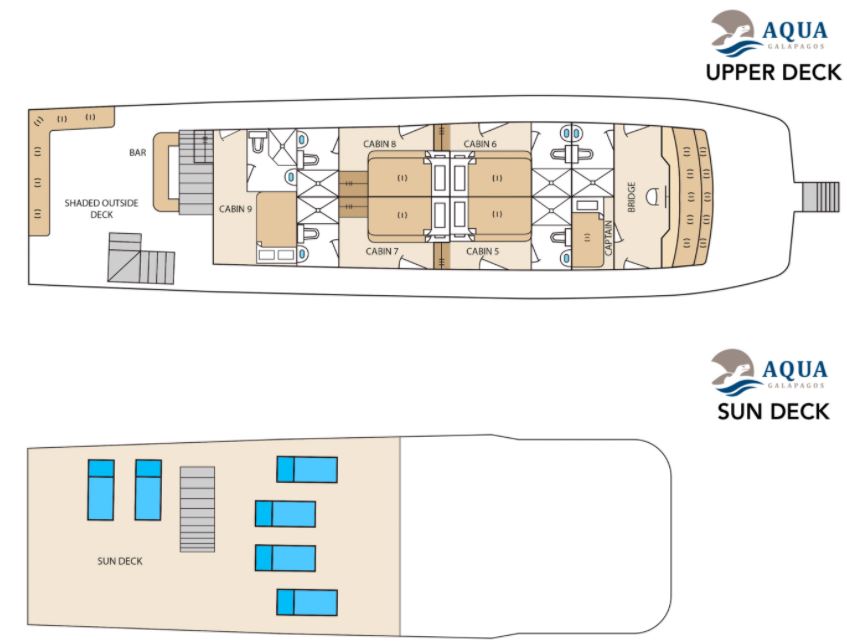 AQUA
GALAPAGOS
UPPER DECK
BAR
SHADED OUTSIDE
DECK
CABIN 9
CABIN 8
CABIN 6
CABIN 7
CABIN 5
CAPTAIN
BRIDGE
AQUA
GALAPAGOS
SUN DECK
SUN DECK